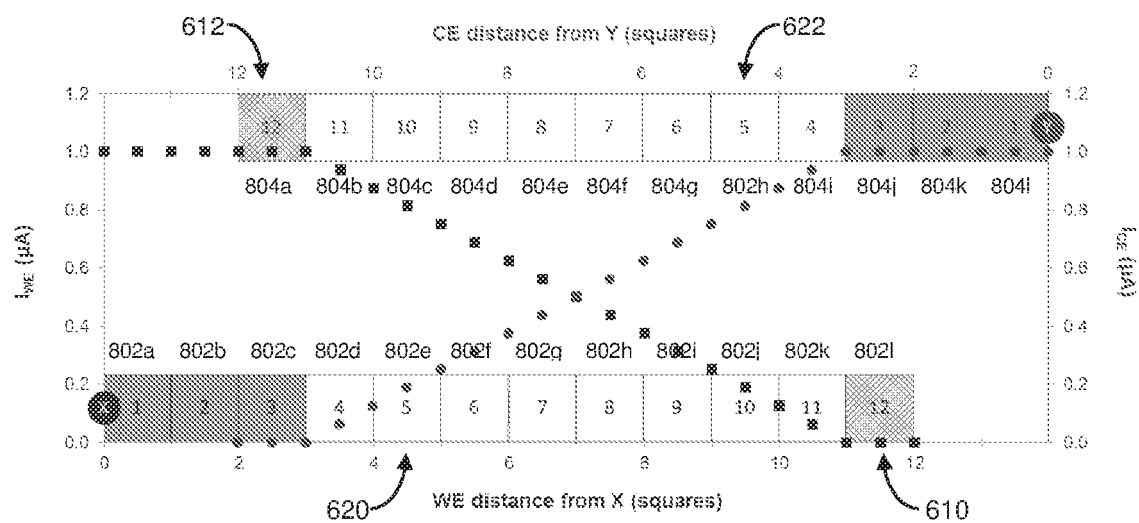 612
CE distance from Y (squares)
622
12 10 8 6 4 2 0
1.2 12 11 10 9 8 7 6 5 4 3 2 1 Y 1.2
1.0 1.0
804a 804b 804c 804d 804e 804f 804g 802h 804i 804j 804k 804l
0.8 0.8
I_WE (µA) 0.6 0.6 I_CE (µA)
0.4 0.4
802a 802b 802c 802d 802e 802f 802g 802h 802i 802j 802k 802l
0.2 0.2
X 1 2 3 4 5 6 7 8 9 10 11 12
0.0 0.0
0 2 4 6 8 10 12
620 WE distance from X (squares) 610